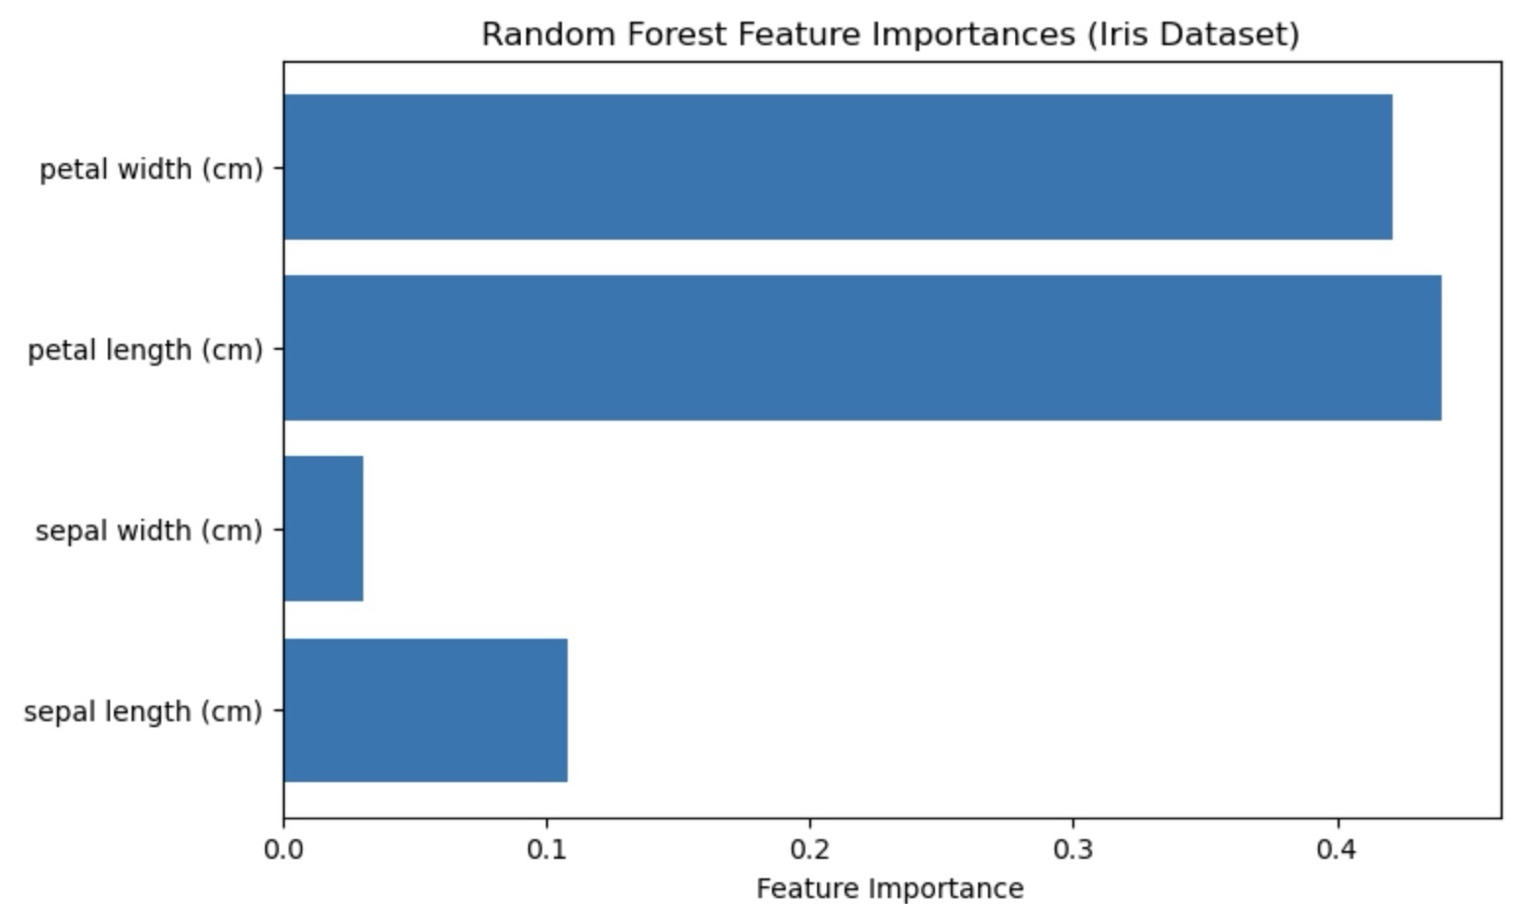 Random Forest Feature Importances (Iris Dataset)
petal width (cm)
petal length (cm)
sepal width (cm)
sepal length (cm)
0.0 0.1 0.2 0.3 0.4
Feature Importance